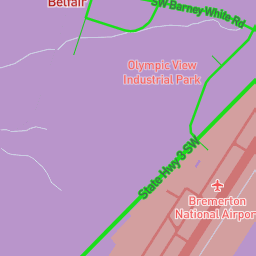 Belfair
SW Barney White Rd
Olympic View
Industrial Park
State Hwy 3 SW
Bremerton
National Airport